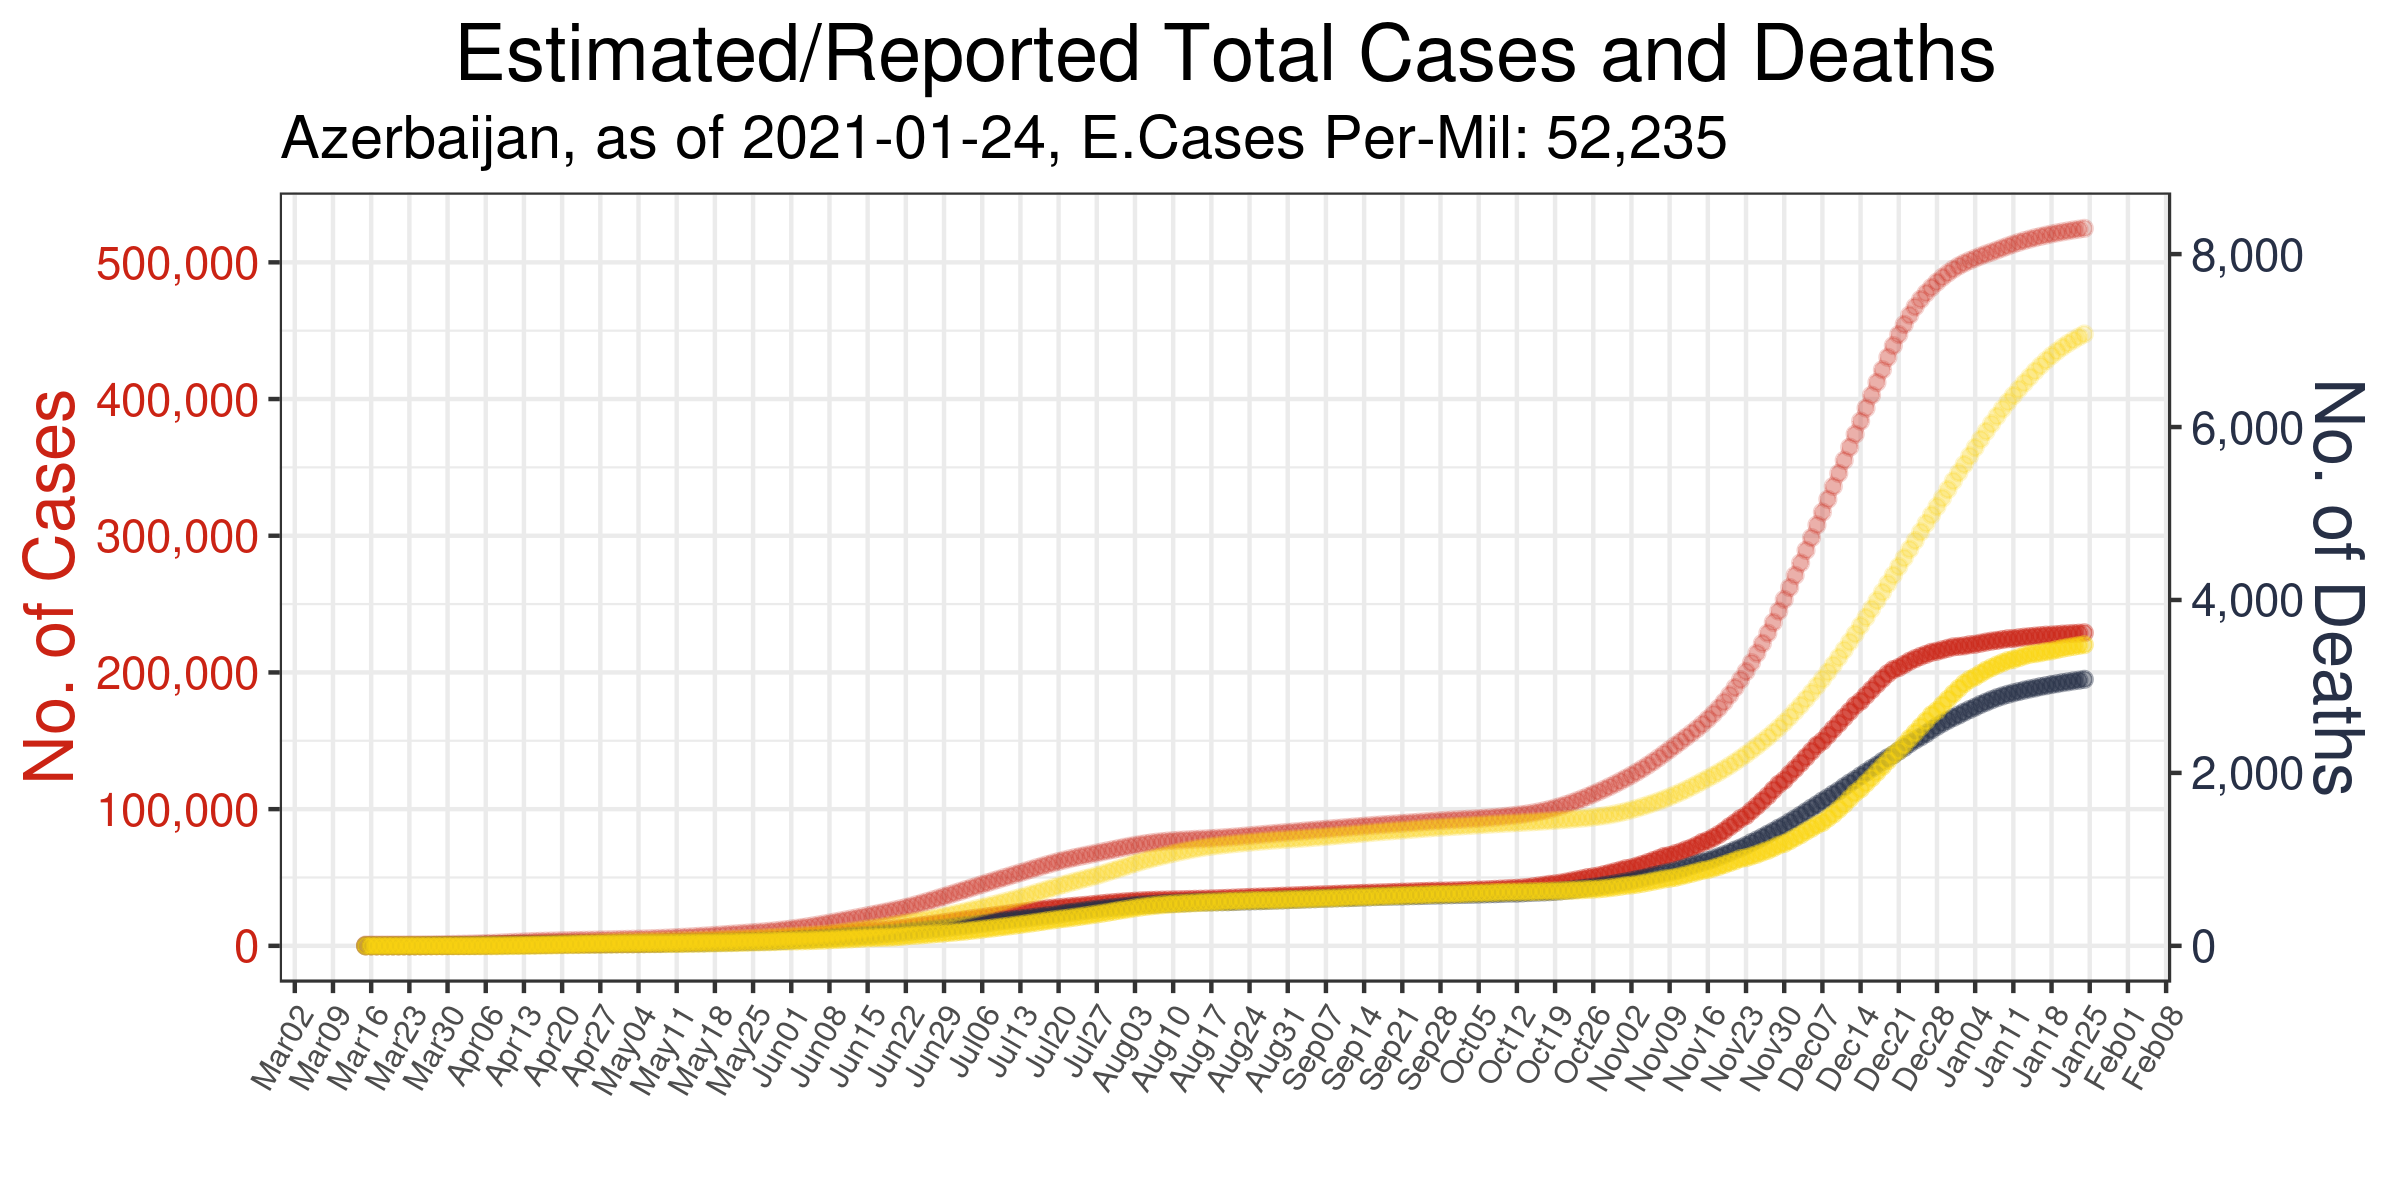 Estimated/Reported Total Cases and Deaths
Azerbaijan, as of 2021-01-24, E.Cases Per-Mil: 52,235
No. of Cases
500,000
400,000
300,000
200,000
100,000
0
8,000
6,000
4,000
2,000
0
No. of Deaths
Mar02
Mar09
Mar16
Mar23
Mar30
Apr06
Apr13
Apr20
Apr27
May04
May11
May18
May25
Jun01
Jun08
Jun15
Jun22
Jun29
Jul06
Jul13
Jul20
Jul27
Aug03
Aug10
Aug17
Aug24
Aug31
Sep07
Sep14
Sep21
Sep28
Oct05
Oct12
Oct19
Oct26
Nov02
Nov09
Nov16
Nov23
Nov30
Dec07
Dec14
Dec21
Dec28
Dec04
Jan11
Jan18
Jan25
Feb01
Feb08